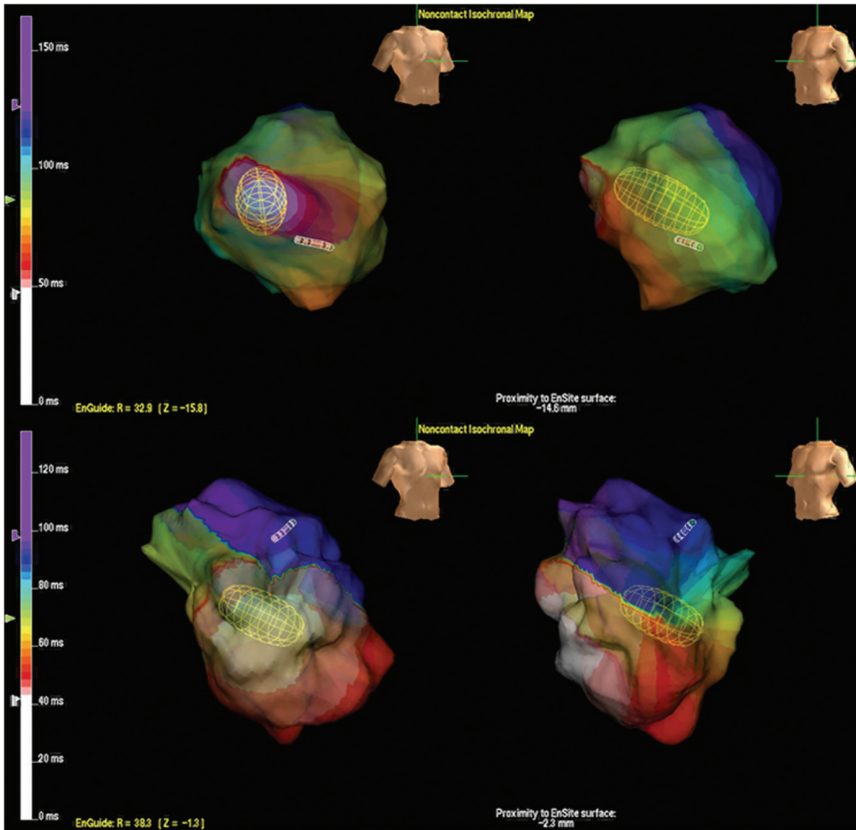 Noncontact Isochronal Map
150 ms
100 ms
50 ms
0 ms
EnGuide: R = 32.9 ( Z = -15.8 )
Proximity to EnSite surface:
-14.6 mm
Noncontact Isochronal Map
120 ms
100 ms
80 ms
60 ms
40 ms
20 ms
0 ms
EnGuide: R = 38.3 ( Z = -1.3 )
Proximity to EnSite surface:
-2.3 mm